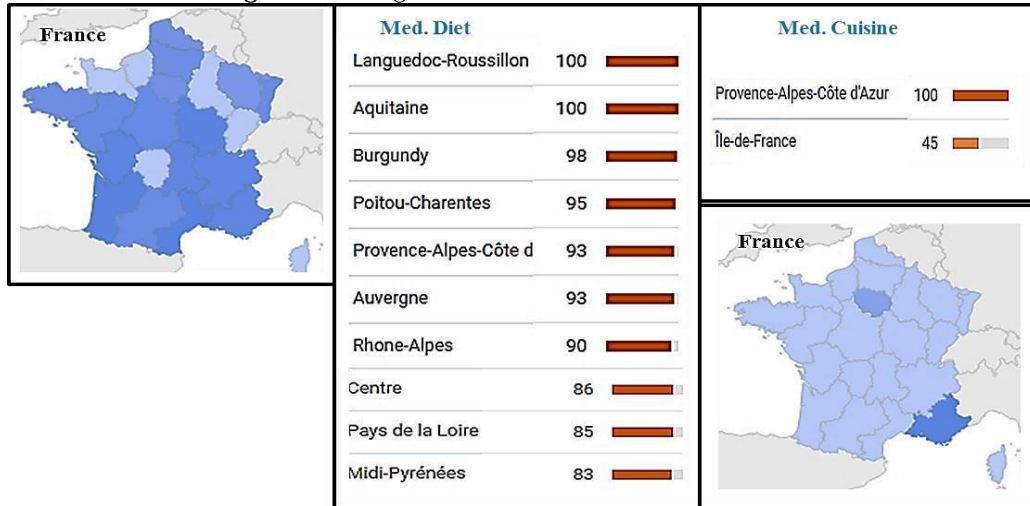 France
Med. Diet
Languedoc-Roussillon 100
Aquitaine 100
Burgundy 98
Poitou-Charentes 95
Provence-Alpes-Côte d 93
Auvergne 93
Rhone-Alpes 90
Centre 86
Pays de la Loire 85
Midi-Pyrénées 83
Med. Cuisine
Provence-Alpes-Côte d'Azur 100
Île-de-France 45
France